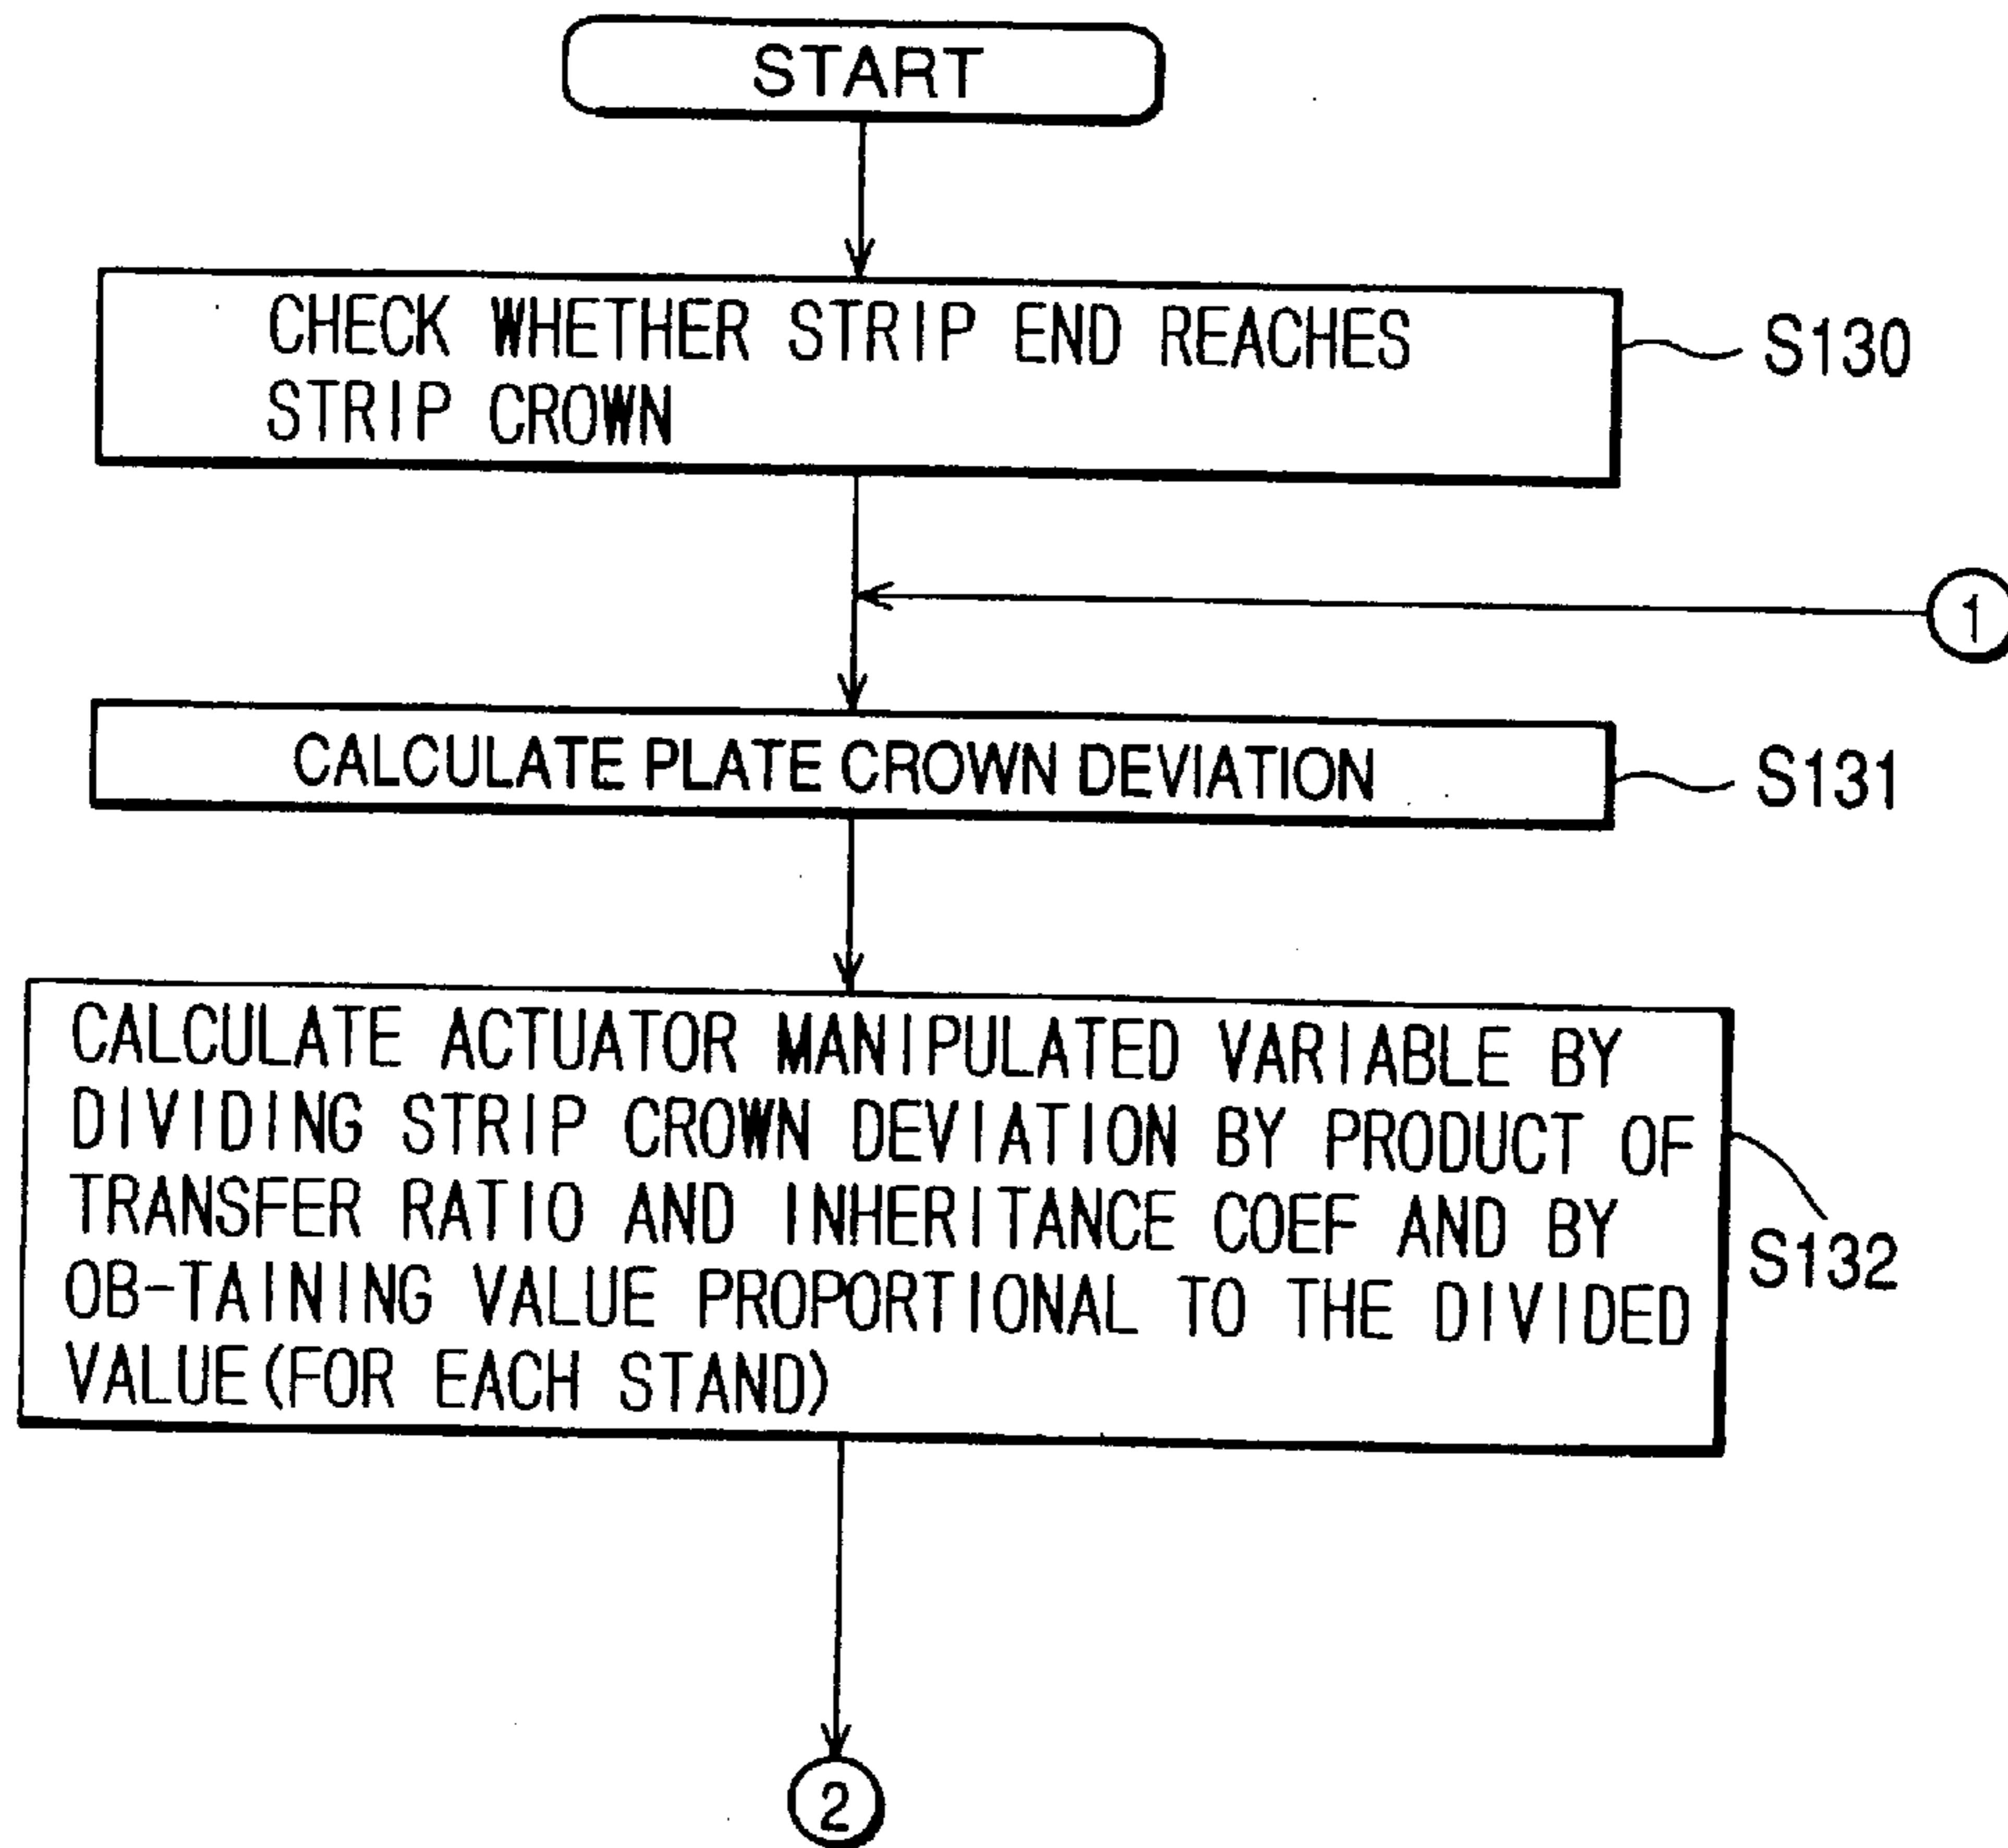 START
CHECK WHETHER STRIP END REACHES
STRIP CROWN
S130
1
CALCULATE PLATE CROWN DEVIATION
S131
CALCULATE ACTUATOR MANIPULATED VARIABLE BY
DIVIDING STRIP CROWN DEVIATION BY PRODUCT OF
TRANSFER RATIO AND INHERITANCE COEF AND BY
OB-TAINING VALUE PROPORTIONAL TO THE DIVIDED
VALUE(FOR EACH STAND)
S132
2